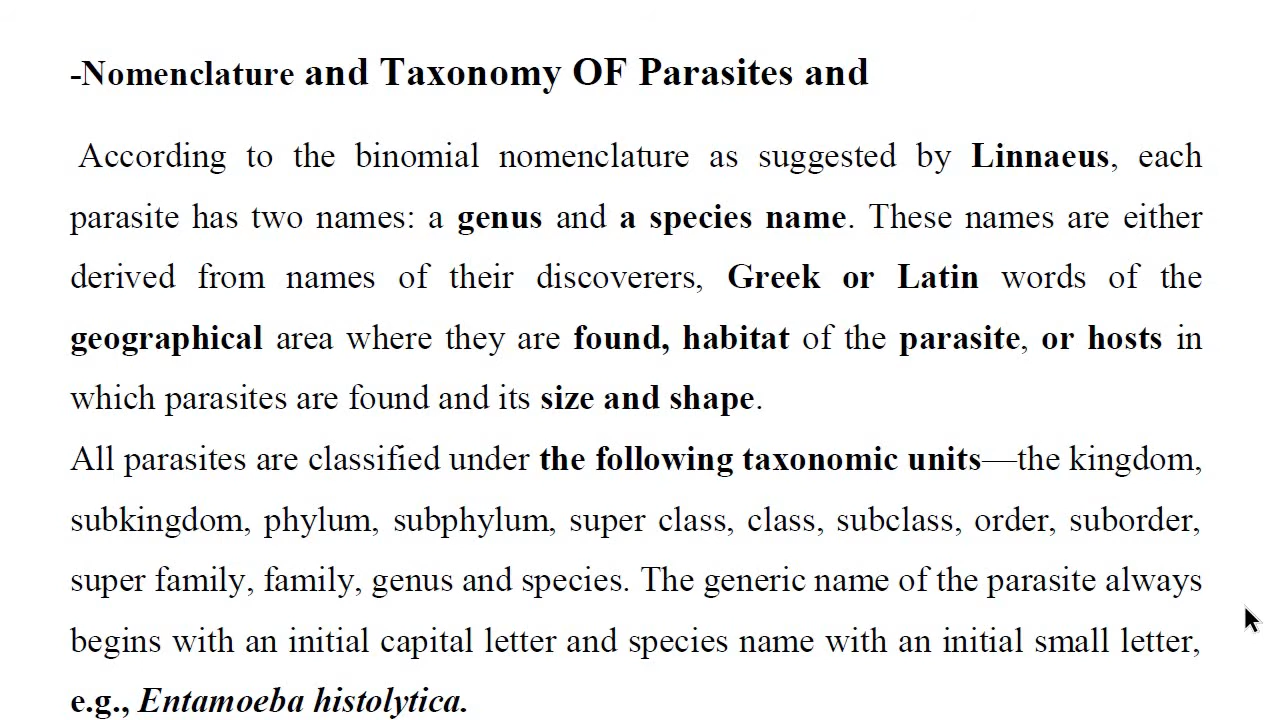 -Nomenclature and Taxonomy OF Parasites and
According to the binomial nomenclature as suggested by Linnaeus, each
parasite has two names: a genus and a species name. These names are either
derived from names of their discoverers, Greek or Latin words of the
geographical area where they are found, habitat of the parasite, or hosts in
which parasites are found and its size and shape.
All parasites are classified under the following taxonomic units—the kingdom,
subkingdom, phylum, subphylum, super class, class, subclass, order, suborder,
super family, family, genus and species. The generic name of the parasite always
begins with an initial capital letter and species name with an initial small letter,
e.g., Entamoeba histolytica.